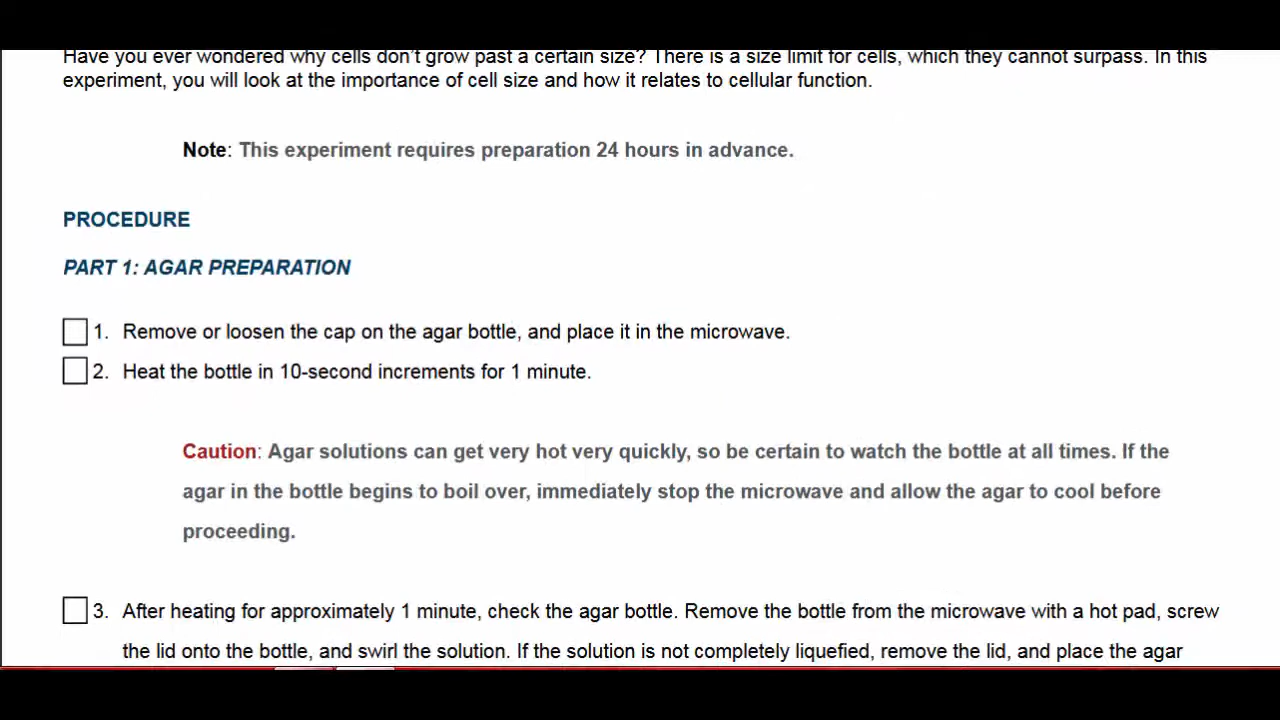 Have you ever wondered why cells don't grow past a certain size? There is a size limit for cells, which they cannot surpass. In this
experiment, you will look at the importance of cell size and how it relates to cellular function.
Note: This experiment requires preparation 24 hours in advance.
PROCEDURE
PART 1: AGAR PREPARATION
1. Remove or loosen the cap on the agar bottle, and place it in the microwave.
2. Heat the bottle in 10-second increments for 1 minute.
Caution: Agar solutions can get very hot very quickly, so be certain to watch the bottle at all times. If the
agar in the bottle begins to boil over, immediately stop the microwave and allow the agar to cool before
proceeding.
3. After heating for approximately 1 minute, check the agar bottle. Remove the bottle from the microwave with a hot pad, screw
the lid onto the bottle, and swirl the solution. If the solution is not completely liquefied, remove the lid, and place the agar